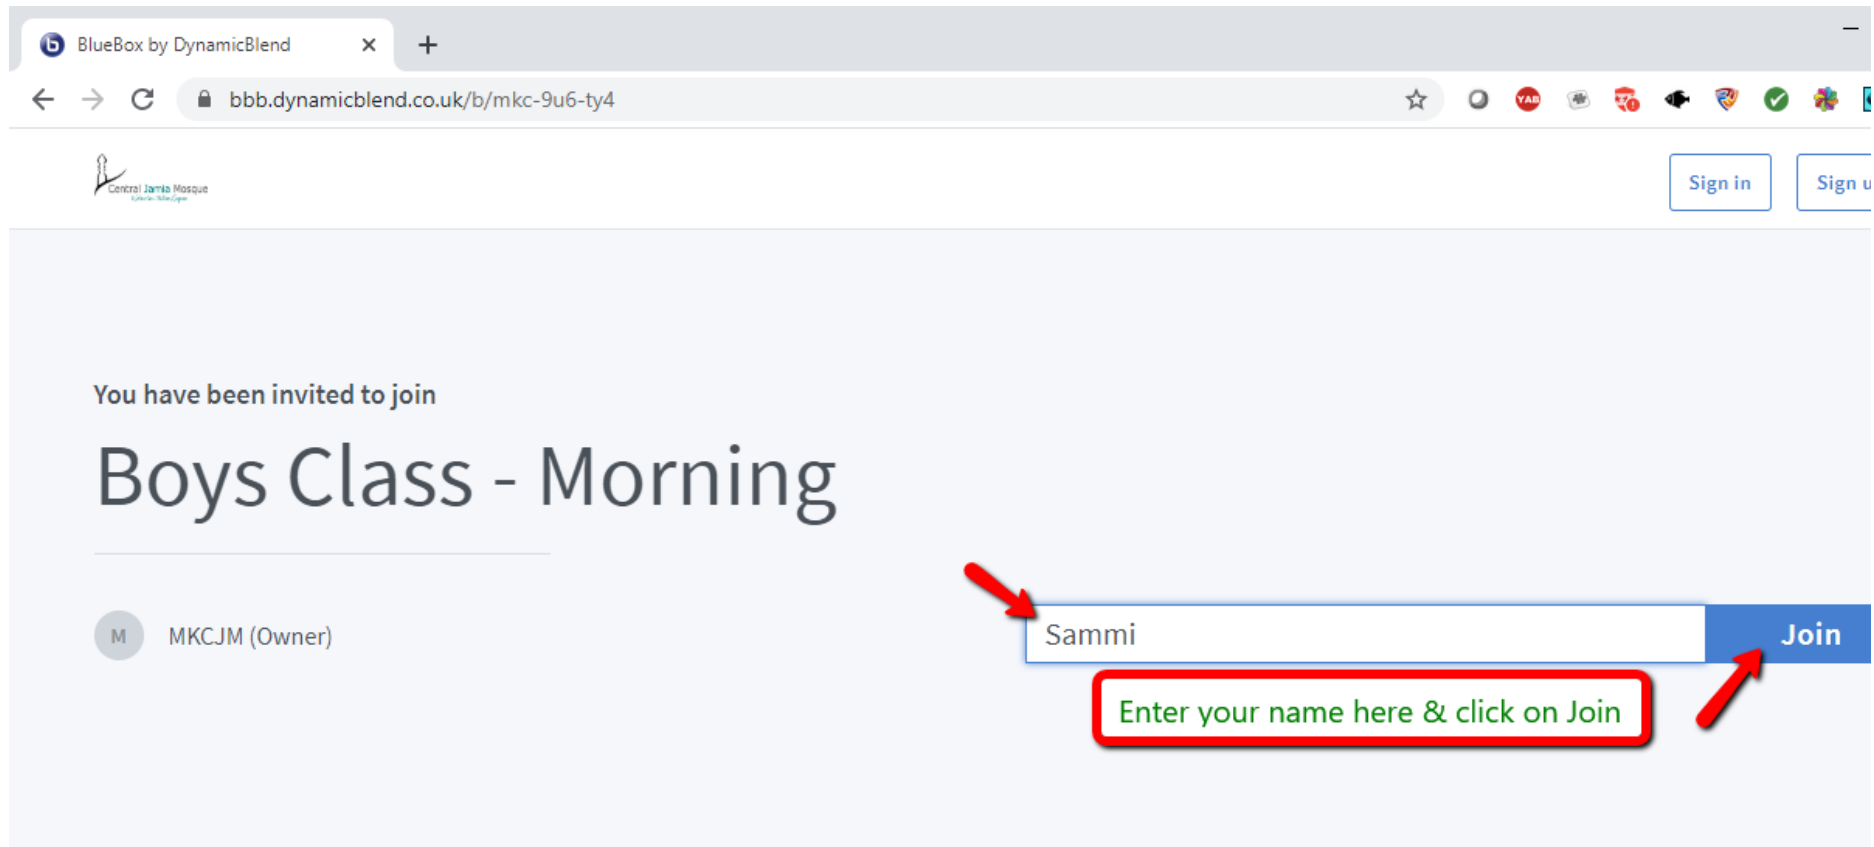 BlueBox by DynamicBlend
bbb.dynamicblend.co.uk/b/mkc-9u6-ty4
YAB
Central Jamia Mosque
Sign in
Sign u
You have been invited to join
Boys Class - Morning
M
MKCJM (Owner)
Sammi
Join
Enter your name here & click on Join